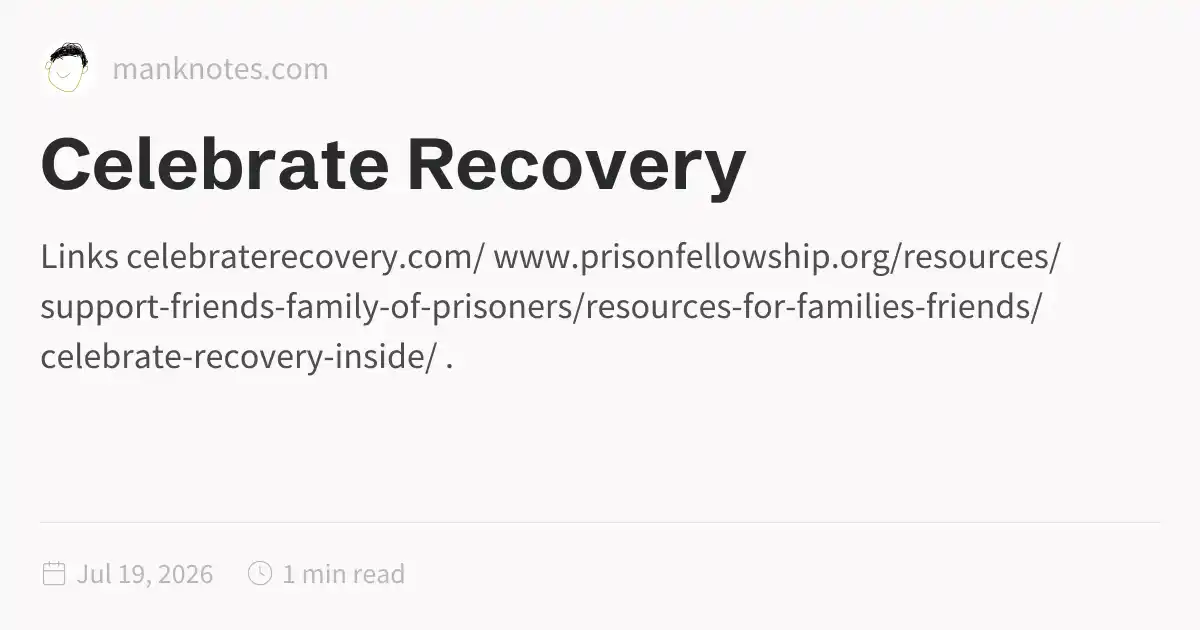 manknotes.com
Celebrate Recovery
Links celebraterecovery.com/ www.prisonfellowship.org/resources/
support-friends-family-of-prisoners/resources-for-families-friends/
celebrate-recovery-inside/ .
Jul 19, 2026 1 min read